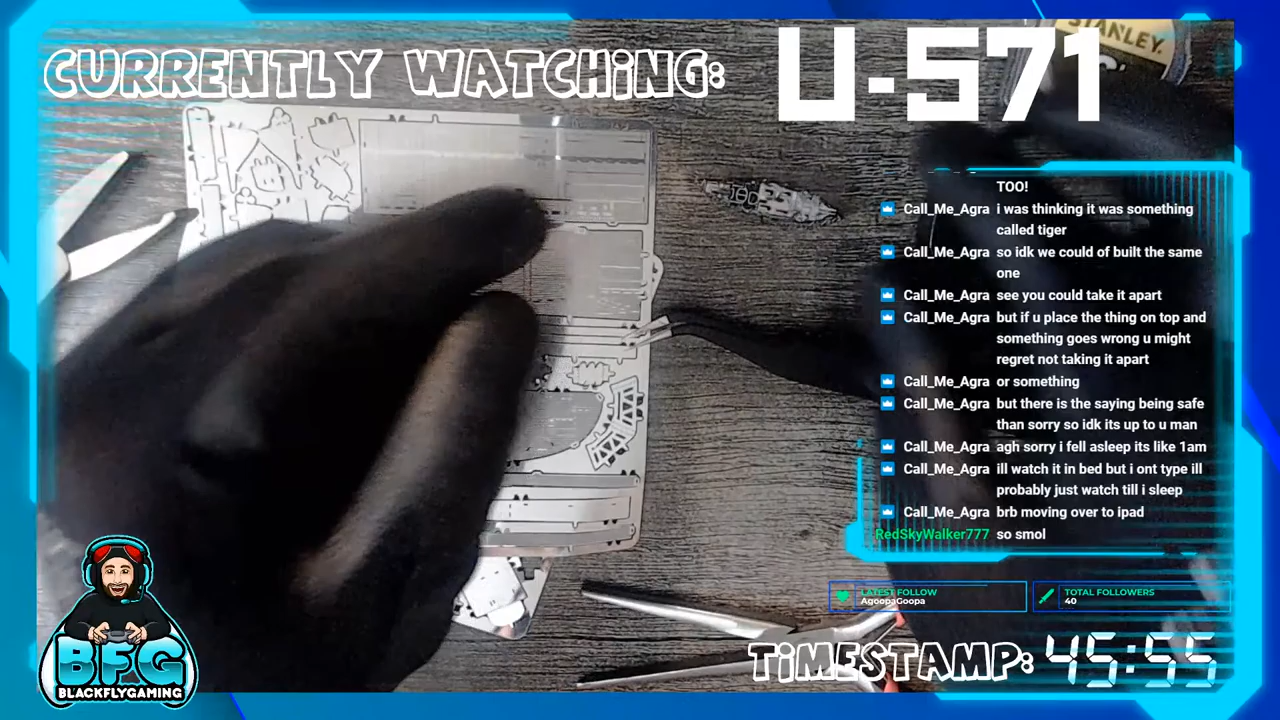 CURRENTLY WATCHING:
U-571
STANLEY.
TOO!
Call_Me_Agra i was thinking it was something
called tiger
Call_Me_Agra so idk we could of built the same
one
Call_Me_Agra see you could take it apart
Call_Me_Agra but if u place the thing on top and
something goes wrong u might
regret not taking it apart
Call_Me_Agra or something
Call_Me_Agra but there is the saying being safe
than sorry so idk its up to u man
Call_Me_Agra agh sorry i fell asleep its like 1am
Call_Me_Agra ill watch it in bed but i ont type ill
probably just watch till i sleep
Call_Me_Agra brb moving over to ipad
RedSkyWalker777 so smol
LATEST FOLLOW
AgoopaGoopa
TOTAL FOLLOWERS
40
TIMESTAMP: 45:55
BFG
BLACKFLYGAMING